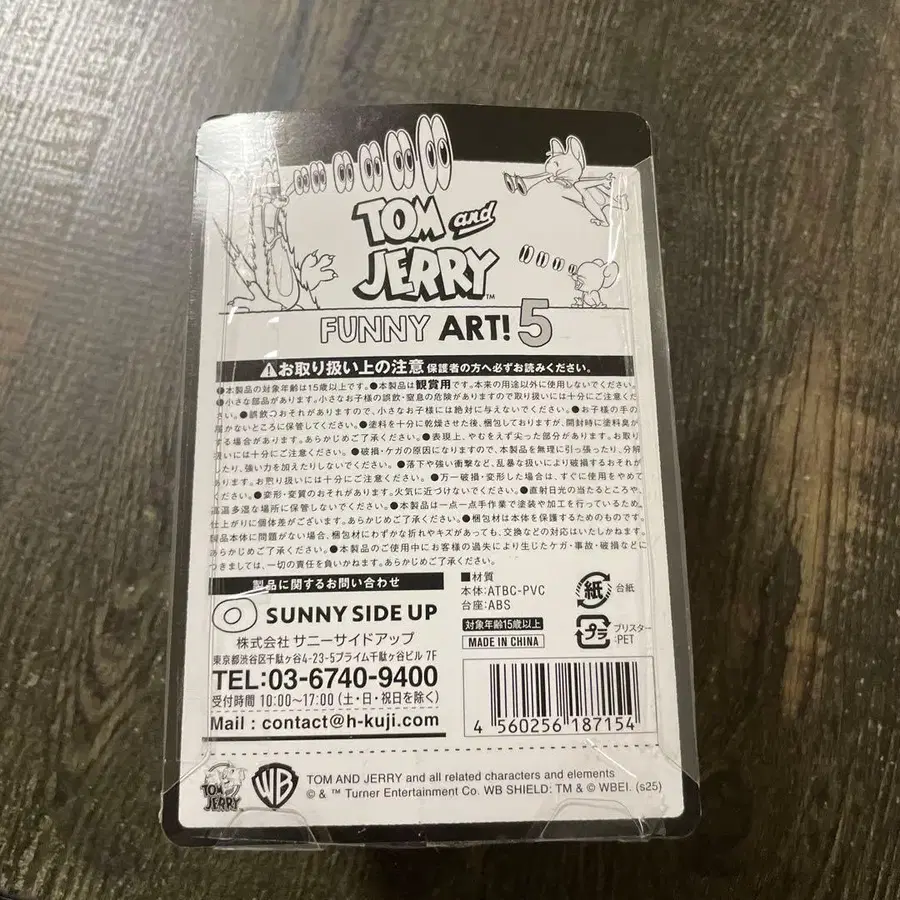 TOM and
JERRY™
FUNNY ART! 5
⚠お取り扱い上の注意 保護者の方へ必ずお読みください。
●本製品の対象年齢は15歳以上です。●本製品は観賞用です。本来の用途以外に使用しないでください。
●小さな部品があります。小さなお子様の誤飲・窒息の危険がありますので取り扱いには十分にご注意くだ
さい。●誤飲のおそれがありますので、小さなお子様には絶対に与えないでください。●お子様の手の
届かないところに保管してください。●塗料を十分に乾燥させた後、梱包しておりますが、開封時に塗料臭が
する場合があります。あらかじめご了承ください。●表現上、やむをえず尖った部分があります。お取り
扱いには十分にご注意ください。●破損・ケガの原因になりますので、本製品を無理に引っ張ったり、分解
したり、強い力を加えたりしないでください。●落下や強い衝撃など、乱暴な扱いにより破損するおそれが
あります。お取り扱いには十分にご注意ください。●万一破損・変形した場合は、すぐに使用をやめて
ください。●変形・変質のおそれがあります。火気に近づけないでください。●直射日光の当たるところや、
高温多湿な場所に保管しないでください。●本製品は一点一点手作業で塗装や加工を行っているため、
仕上がりに個体差がございます。あらかじめご了承ください。●梱包材は本体を保護するためのものです。
製品本体に問題がない場合、梱包材にわずかな折れやキズがあっても、交換などの対応はいたしかねます。
あらかじめご了承ください。●本製品のご使用中にお客様の過失により生じたケガ・事故・破損などに
つきましては、一切の責任を負いかねます。あらかじめご了承ください。
製品に関するお問い合わせ
SUNNY SIDE UP
株式会社 サニーサイドアップ
東京都渋谷区千駄ヶ谷4-23-5プライム千駄ヶ谷ビル 7F
TEL:03-6740-9400
受付時間 10:00～17:00 (土・日・祝日を除く)
Mail : contact@h-kuji.com
■材質
本体:ATBC-PVC
台座:ABS
対象年齢15歳以上
MADE IN CHINA
紙 台紙
プラ ブリスター
:PET
4 560256 187154
TOM and JERRY
WB
TOM AND JERRY and all related characters and elements
© & ™ Turner Entertainment Co. WB SHIELD: TM & © WBEI. (s25)